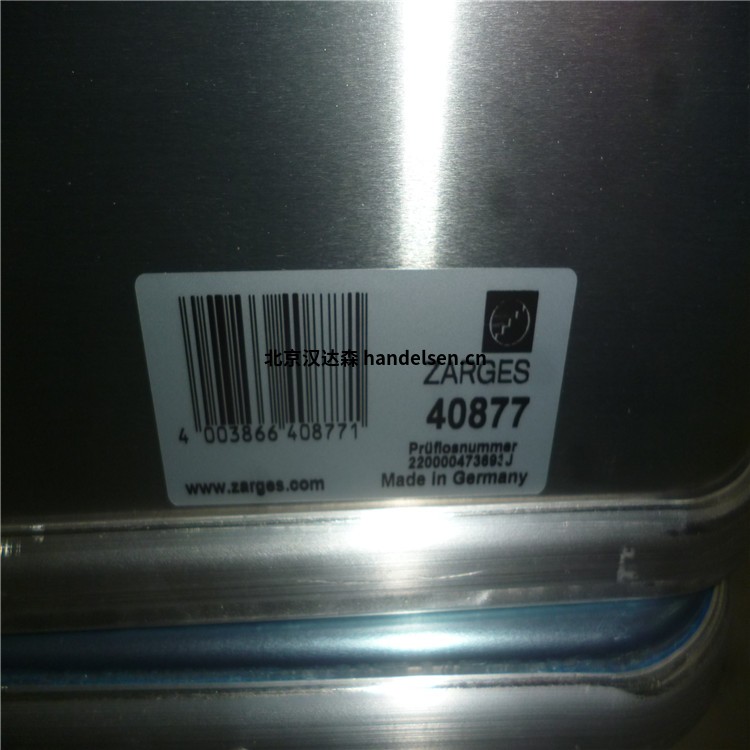 北京汉达森 handelsen.cn
ZARGES
40877
4 003866 408771
Prüflosnummer
Made in Germany
www.zarges.com